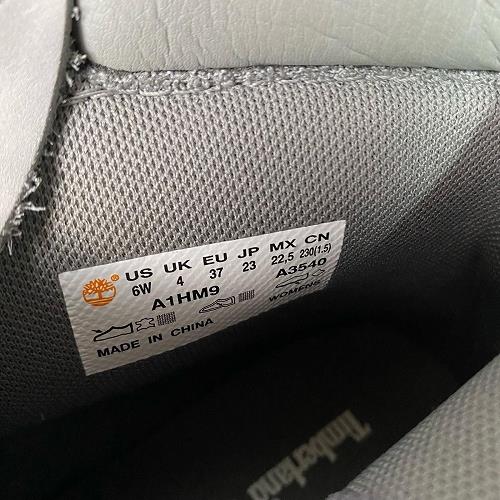 US UK EU JP MX CN
6W 4 37 23 22,5 230(1.5)
A1HM9 A3540
WOMENS
MADE IN CHINA
Timberland